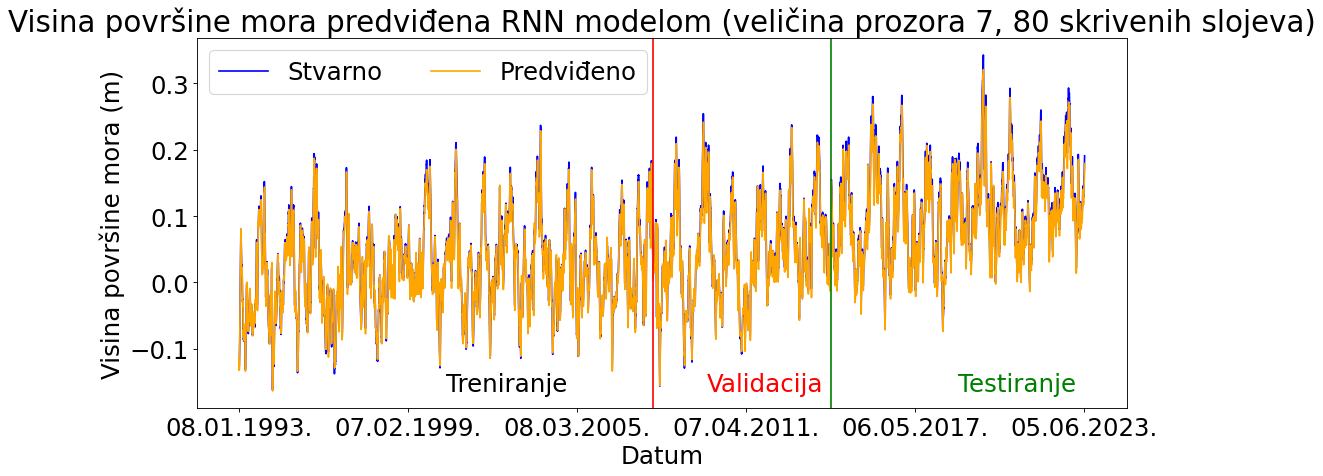 Visina površine mora predviđena RNN modelom (veličina prozora 7, 80 skrivenih slojeva)
Stvarno
Predviđeno
Visina površine mora (m)
0.3
0.2
0.1
0.0
−0.1
Treniranje
Validacija
Testiranje
08.01.1993.
07.02.1999.
08.03.2005.
07.04.2011.
06.05.2017.
05.06.2023.
Datum